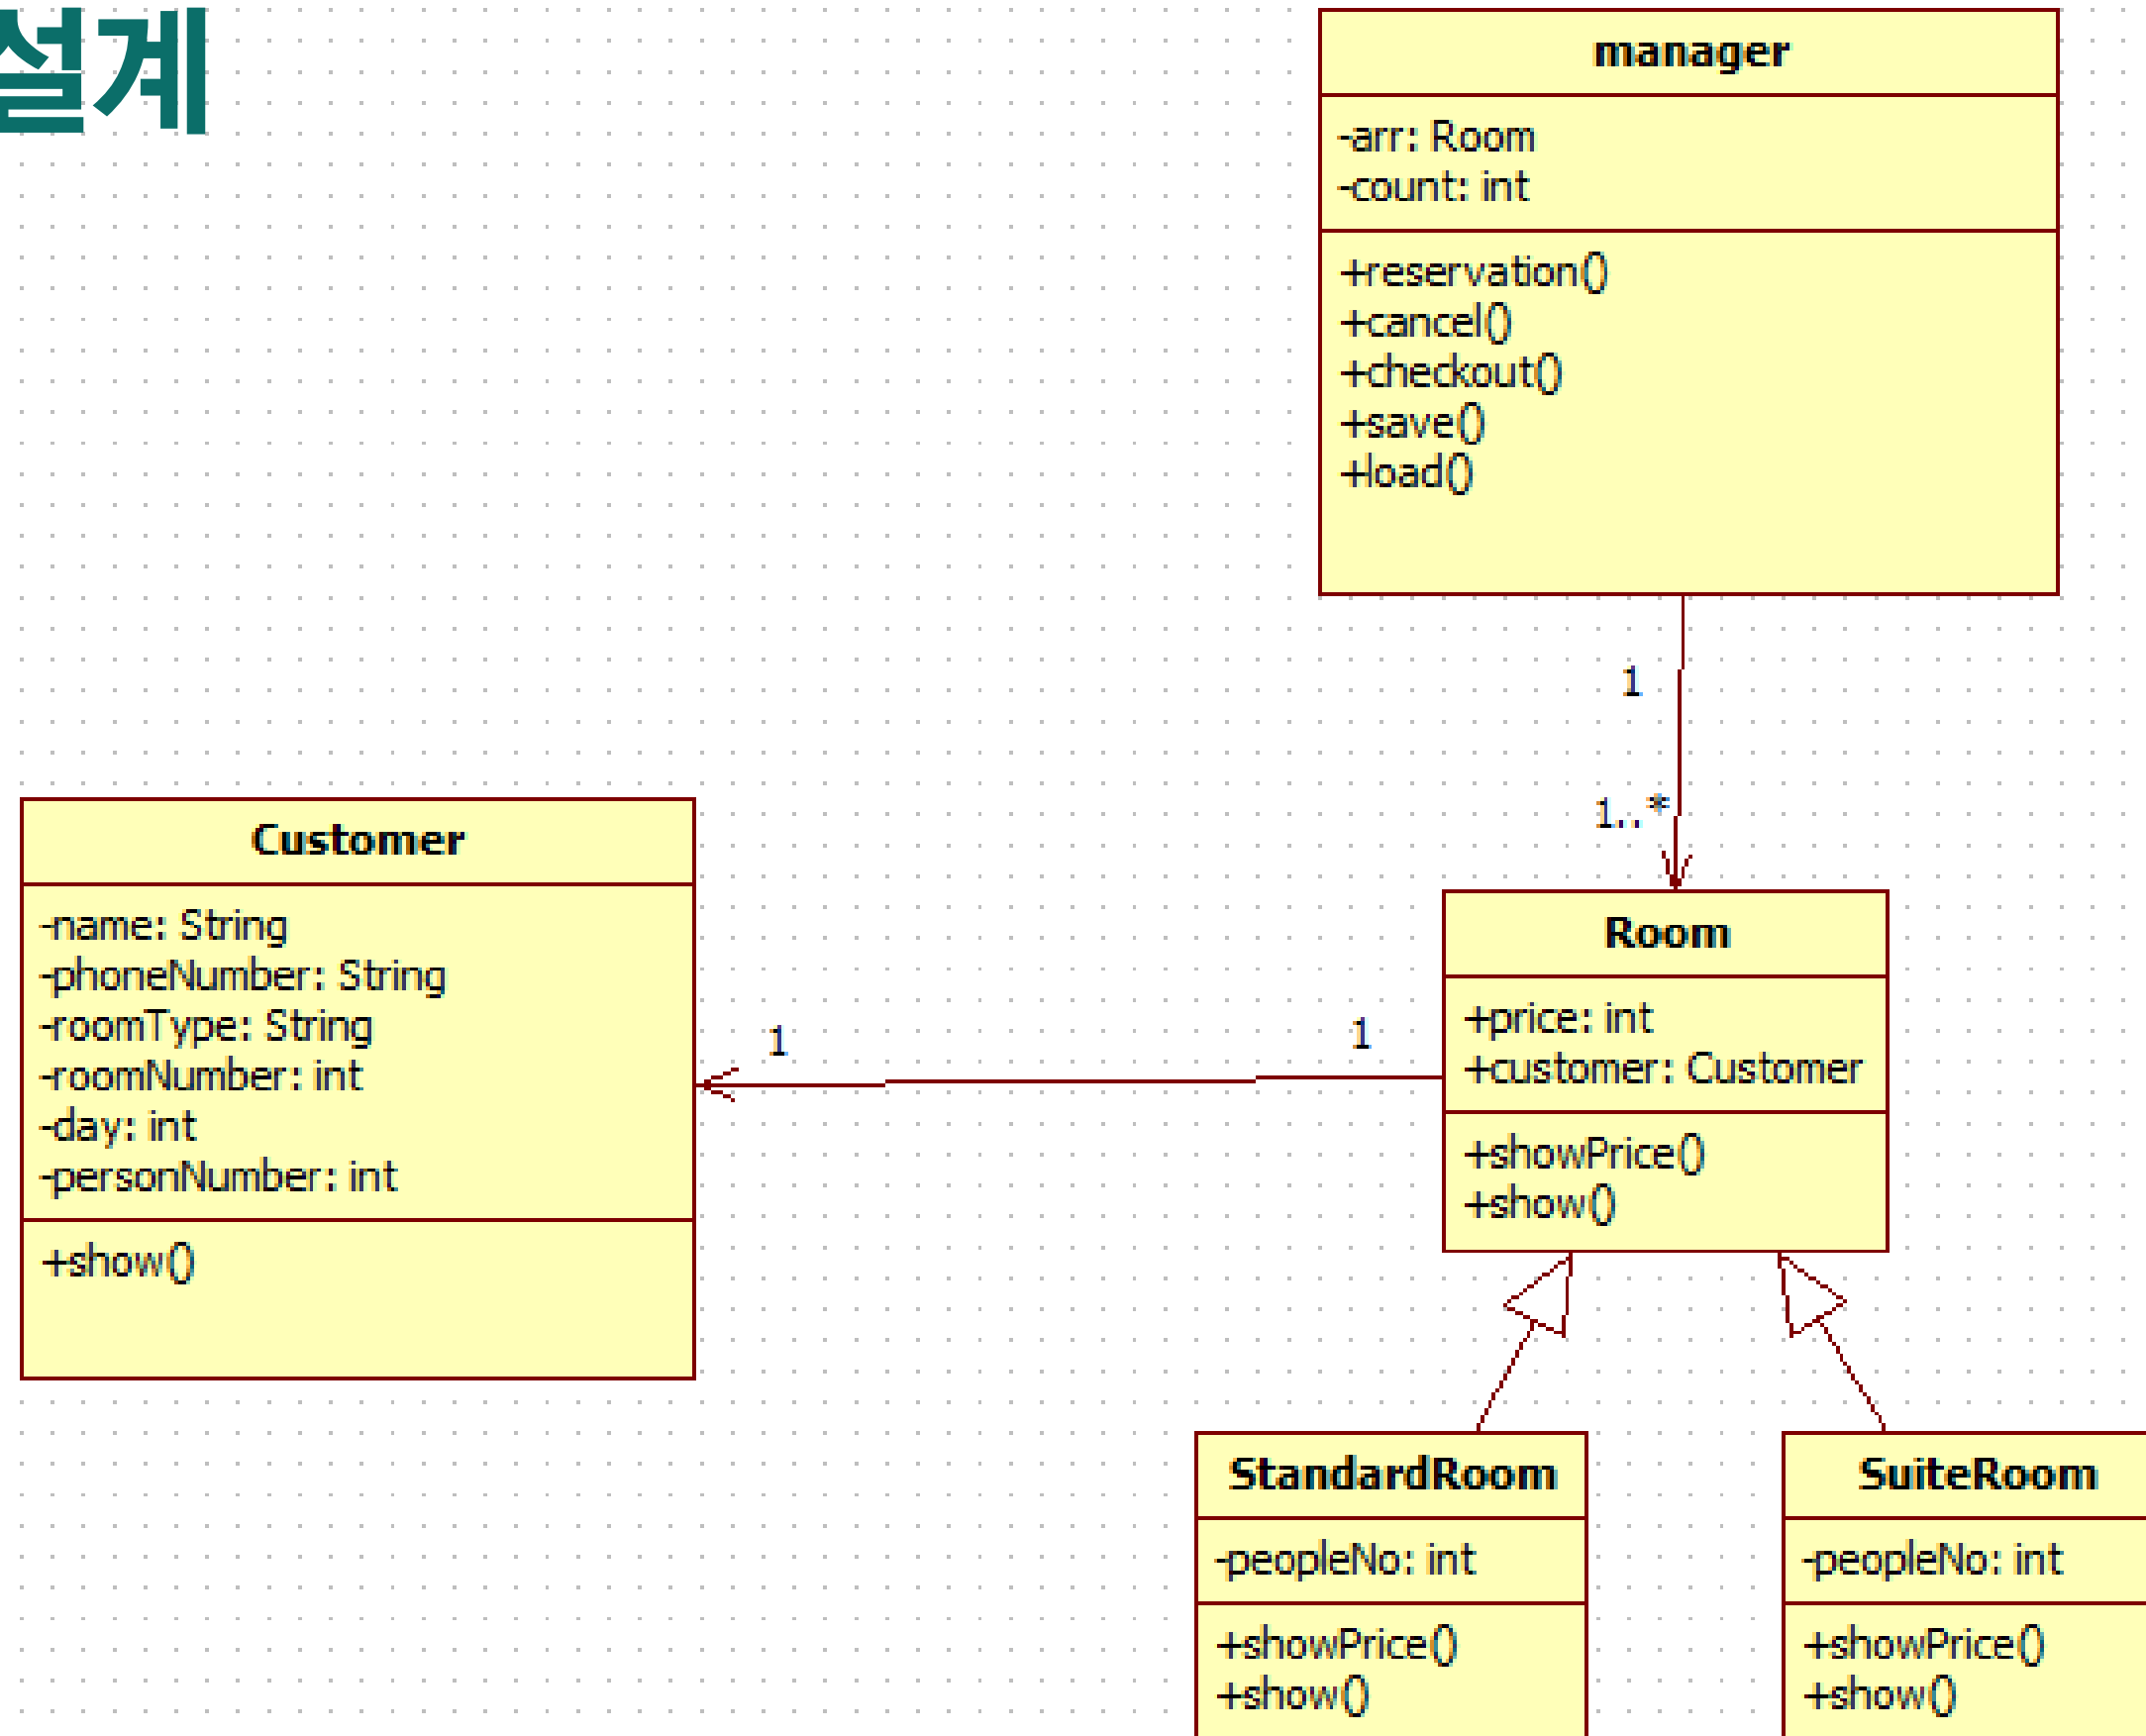 설계
manager
-arr: Room
-count: int
+reservation()
+cancel()
+checkout()
+save()
+load()
1
1..*
Customer
-name: String
-phoneNumber: String
-roomType: String
-roomNumber: int
-day: int
-personNumber: int
+show()
1
1
Room
+price: int
+customer: Customer
+showPrice()
+show()
StandardRoom
-peopleNo: int
+showPrice()
+show()
SuiteRoom
-peopleNo: int
+showPrice()
+show()